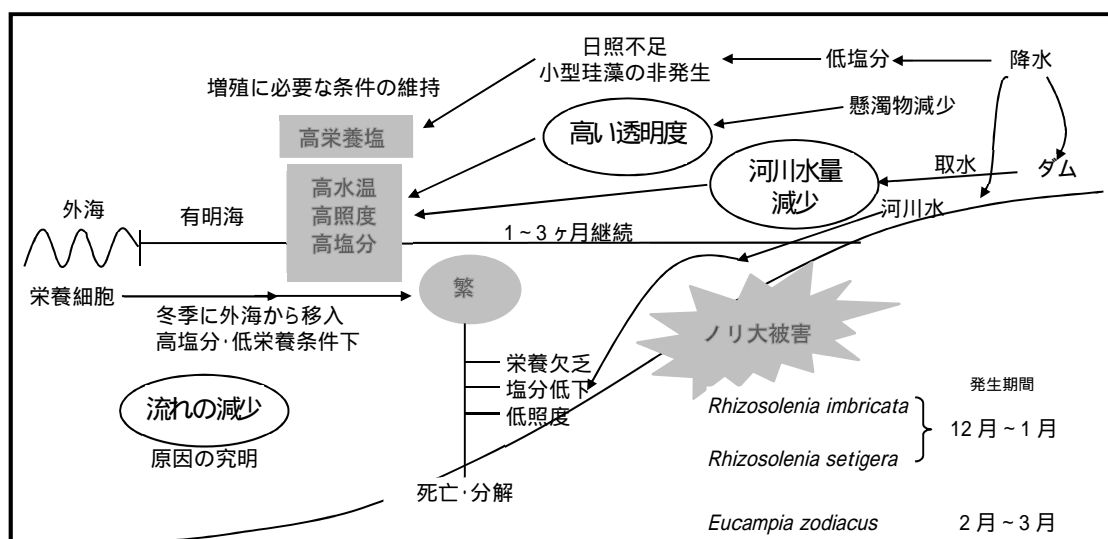 日照不足
小型珪藻の非発生
低塩分
降水
増殖に必要な条件の維持
懸濁物減少
高栄養塩
高い透明度
河川水量
減少
取水
ダム
高水温
高照度
高塩分
外海
有明海
河川水
1~3ヶ月継続
栄養細胞
繁
冬季に外海から移入
高塩分・低栄養条件下
ノリ大被害
栄養欠乏
塩分低下
低照度
流れの減少
原因の究明
死亡・分解
発生期間
Rhizosolenia imbricata
12月~1月
Rhizosolenia setigera
Eucampia zodiacus 2月~3月